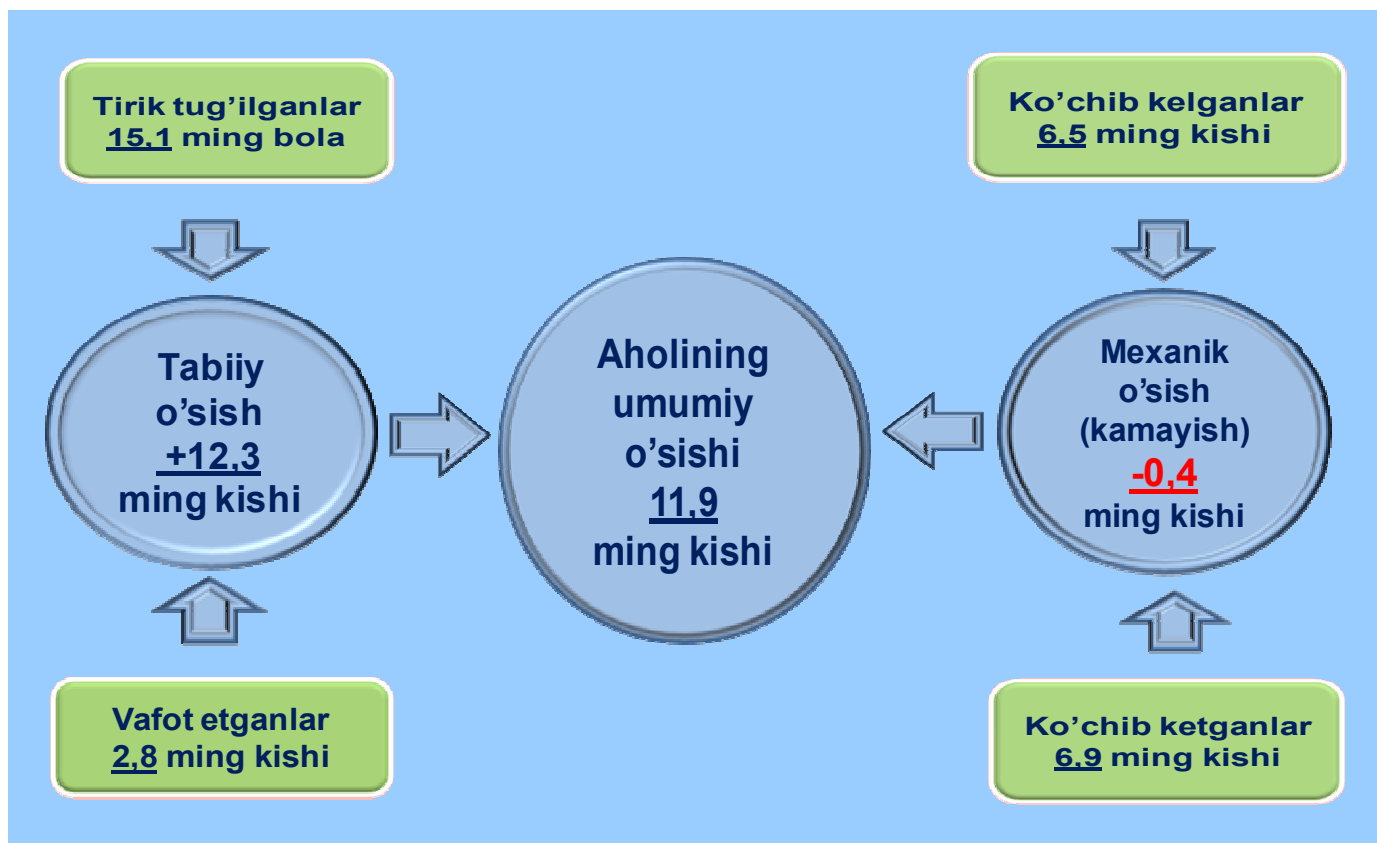 Tirik tug’ilganlar
15,1 ming bola
Ko’chib kelganlar
6,5 ming kishi
Tabiiy
o’sish
+12,3
ming kishi
Aholining
umumiy
o’sishi
11,9
ming kishi
Mexanik
o’sish
(kamayish)
-0,4
ming kishi
Vafot etganlar
2,8 ming kishi
Ko’chib ketganlar
6,9 ming kishi